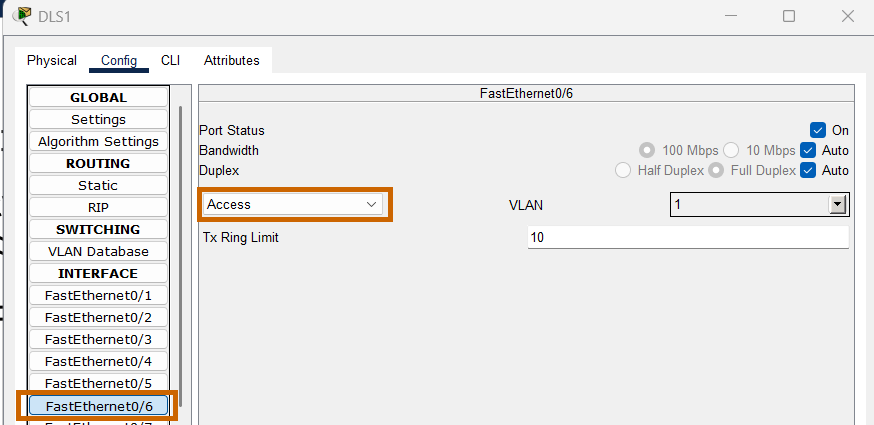 DLS1
Physical Config CLI Attributes
GLOBAL
Settings
Algorithm Settings
ROUTING
Static
RIP
SWITCHING
VLAN Database
INTERFACE
FastEthernet0/1
FastEthernet0/2
FastEthernet0/3
FastEthernet0/4
FastEthernet0/5
FastEthernet0/6
FastEthernet0/7
FastEthernet0/6
Port Status On
Bandwidth 100 Mbps 10 Mbps Auto
Duplex Half Duplex Full Duplex Auto
Access VLAN 1
Tx Ring Limit 10